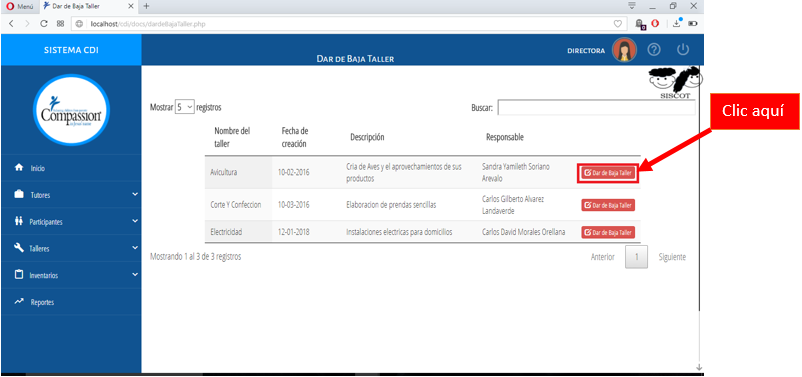 Menú
Dar de Baja Taller
localhost/cdi/docs/dardeBajaTaller.php
SISTEMA CDI
DAR DE BAJA TALLER
DIRECTORA
Compassion
SISCOT
Clic aquí
Mostrar 5 registros
Buscar:
Nombre del taller
Fecha de creación
Descripción
Responsable
Avicultura
10-02-2016
Cria de Aves y el aprovechamientos de sus
productos
Sandra Yamileth Soriano
Arevalo
Dar de Baja Taller
Corte Y Confeccion
10-03-2016
Elaboracion de prendas sencillas
Carlos Gilberto Alvarez
Landaverde
Dar de Baja Taller
Electricidad
12-01-2018
Instalaciones electricas para domicilios
Carlos David Morales Orellana
Dar de Baja Taller
Mostrando 1 al 3 de 3 registros
Anterior
1
Siguiente
Inicio
Tutores
Participantes
Talleres
Inventarios
Reportes